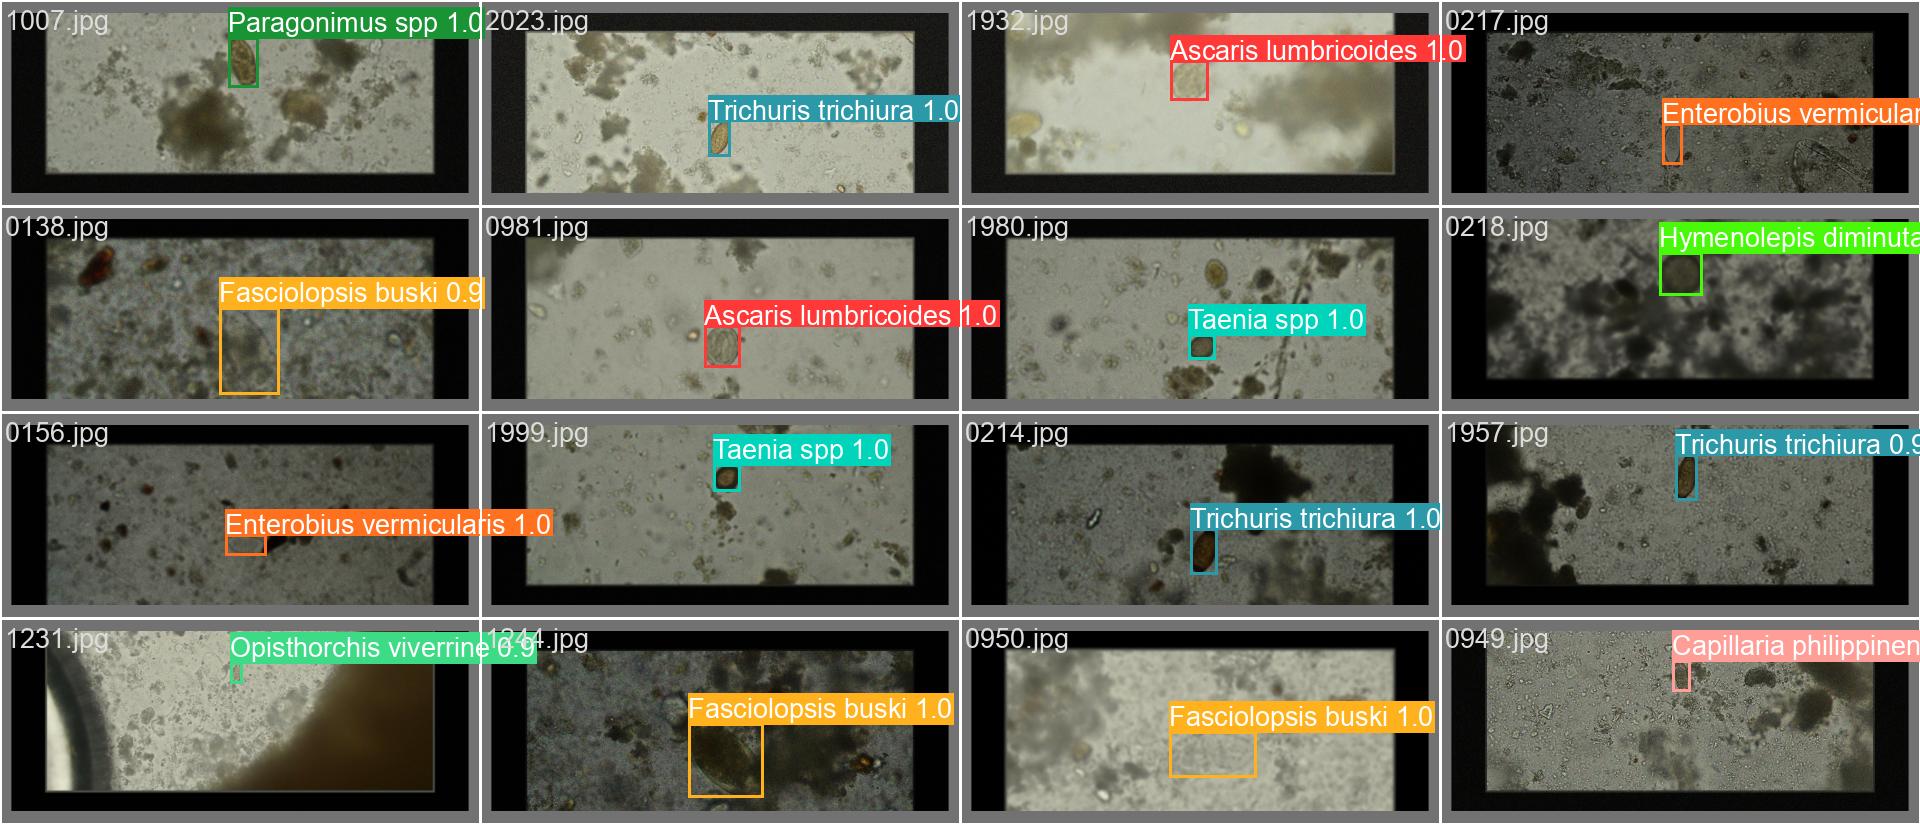 1007.jpg
Paragonimus spp 1.0
2023.jpg
Trichuris trichiura 1.0
1932.jpg
Ascaris lumbricoides 1.0
0217.jpg
Enterobius vermicular
0138.jpg
Fasciolopsis buski 0.9
0981.jpg
Ascaris lumbricoides 1.0
1980.jpg
Taenia spp 1.0
0218.jpg
Hymenolepis diminuta
0156.jpg
Enterobius vermicularis 1.0
1999.jpg
Taenia spp 1.0
0214.jpg
Trichuris trichiura 1.0
1957.jpg
Trichuris trichiura 0.9
1231.jpg
Opisthorchis viverrine 0.9
1244.jpg
Fasciolopsis buski 1.0
0950.jpg
Fasciolopsis buski 1.0
0949.jpg
Capillaria philippinen